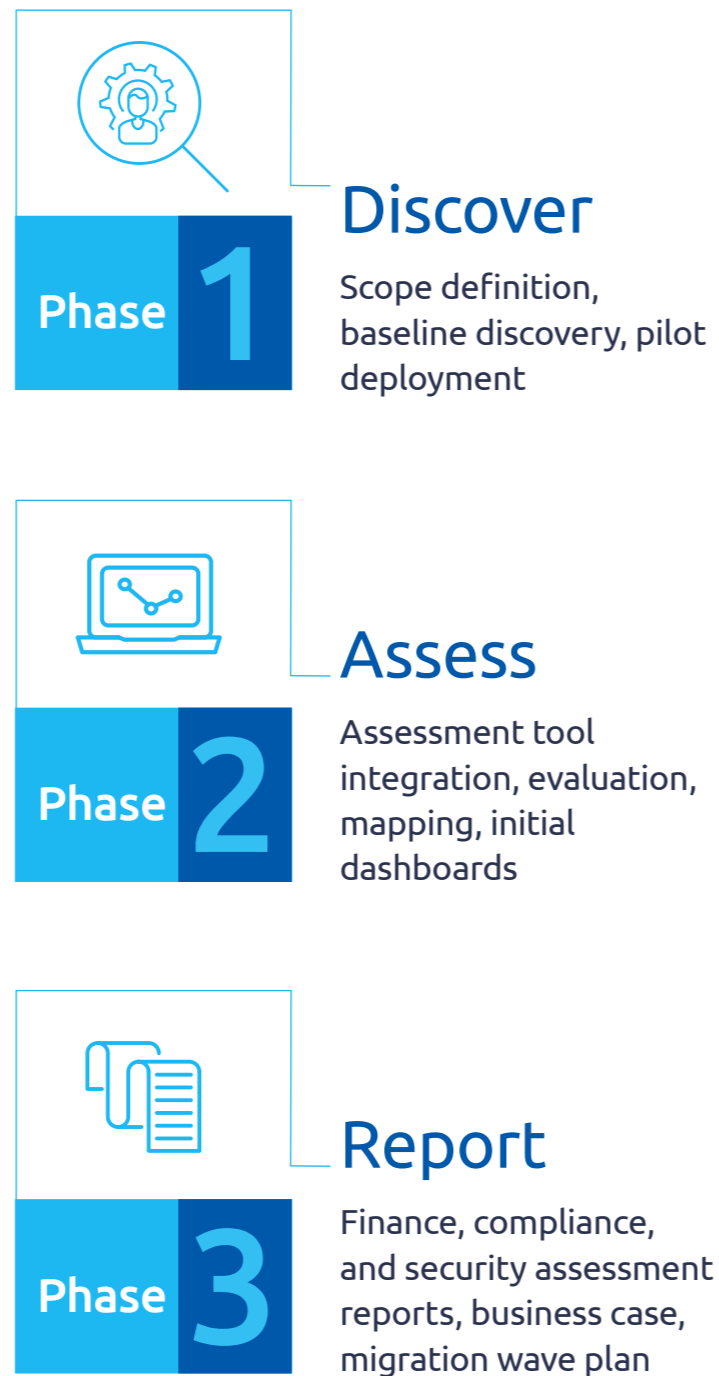 Phase 1
Discover
Scope definition,
baseline discovery, pilot
deployment
Phase 2
Assess
Assessment tool
integration, evaluation,
mapping, initial
dashboards
Phase 3
Report
Finance, compliance,
and security assessment
reports, business case,
migration wave plan